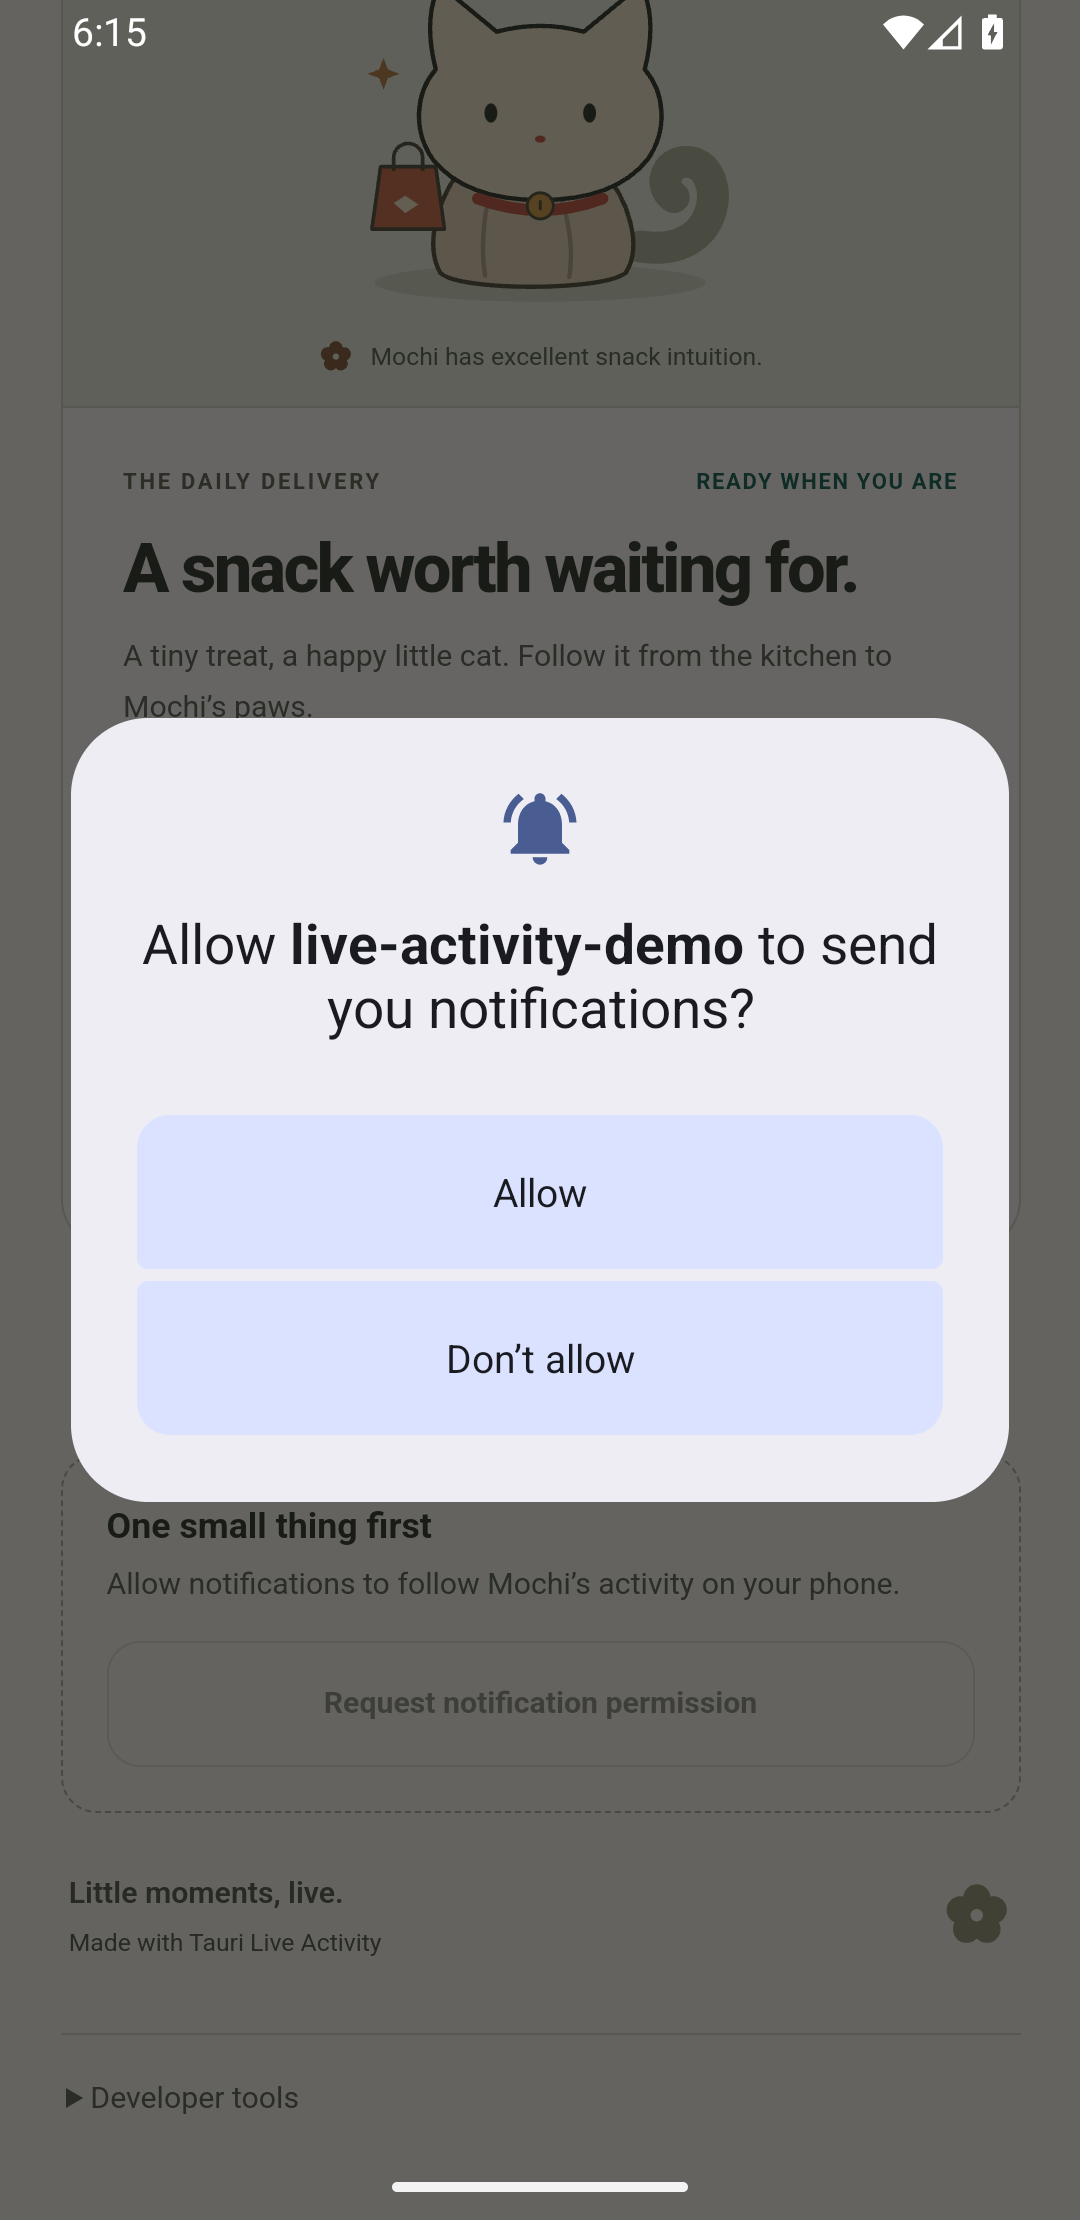 6:15
Mochi has excellent snack intuition.
THE DAILY DELIVERY
READY WHEN YOU ARE
A snack worth waiting for.
A tiny treat, a happy little cat. Follow it from the kitchen to
Mochi’s paws.
Allow live-activity-demo to send
you notifications?
Allow
Don’t allow
One small thing first
Allow notifications to follow Mochi’s activity on your phone.
Request notification permission
Little moments, live.
Made with Tauri Live Activity
Developer tools